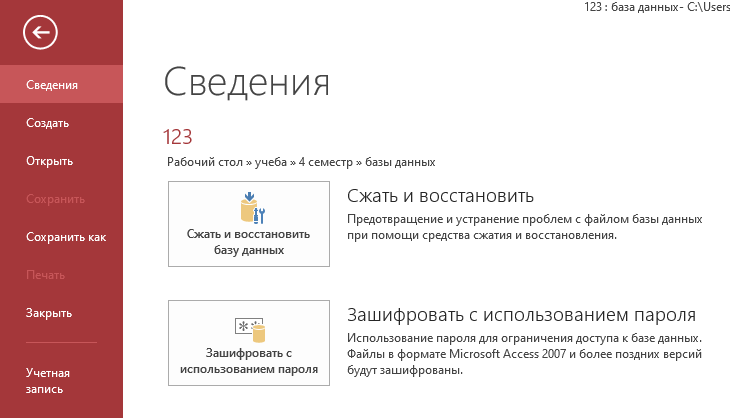 123 : база данных- C:\Users
Сведения
Создать
Открыть
Сохранить
Сохранить как
Печать
Закрыть
Учетная
запись
Сведения
123
Рабочий стол » учеба » 4 семестр » базы данных
Сжать и восстановить
базу данных
Сжать и восстановить
Предотвращение и устранение проблем с файлом базы данных
при помощи средства сжатия и восстановления.
Зашифровать с
использованием пароля
Зашифровать с использованием пароля
Использование пароля для ограничения доступа к базе данных.
Файлы в формате Microsoft Access 2007 и более поздних версий
будут зашифрованы.